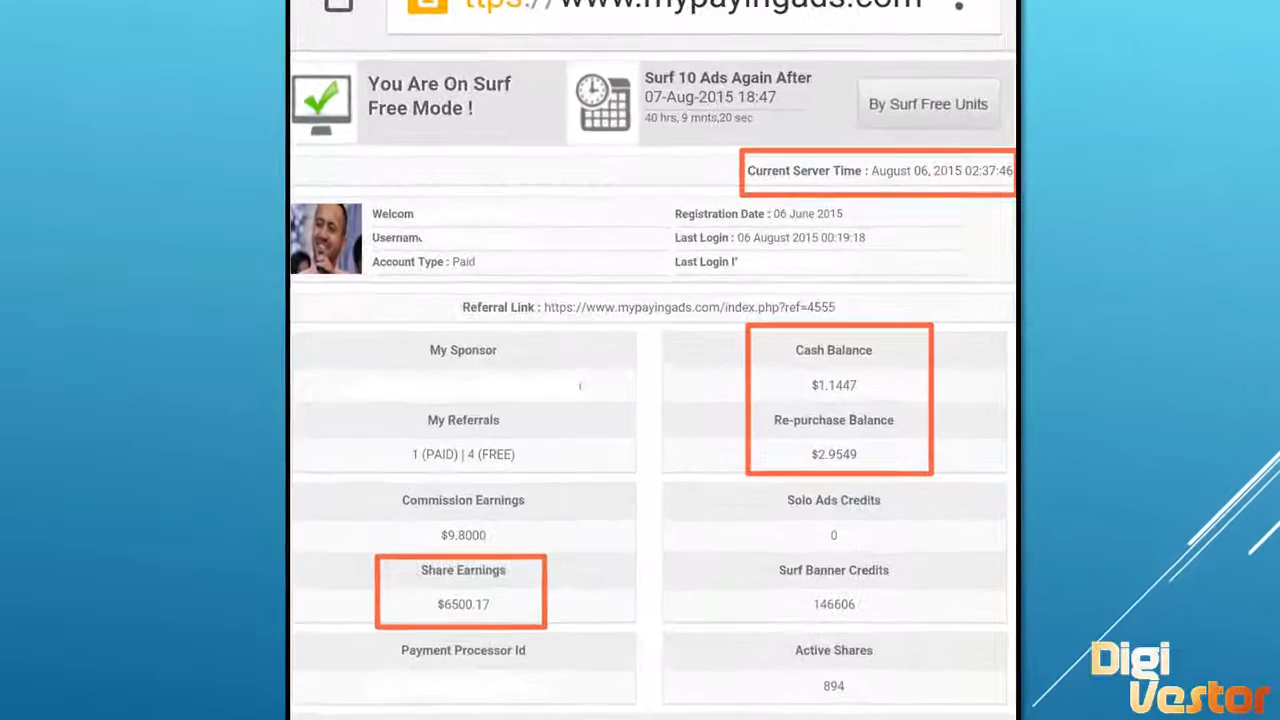 ttps://www.mypayingads.com
You Are On Surf
Free Mode !
Surf 10 Ads Again After
07-Aug-2015 18:47
40 hrs, 9 mnts,20 sec
By Surf Free Units
Current Server Time : August 06, 2015 02:37:46
Welcom
Registration Date : 06 June 2015
Usernam
Last Login : 06 August 2015 00:19:18
Account Type : Paid
Last Login I
Referral Link : https://www.mypayingads.com/index.php?ref=4555
My Sponsor
Cash Balance
$1.1447
My Referrals
Re-purchase Balance
1 (PAID) | 4 (FREE)
$2.9549
Commission Earnings
Solo Ads Credits
$9.8000
0
Share Earnings
Surf Banner Credits
$6500.17
146606
Payment Processor Id
Active Shares
894
Digi
Vestor